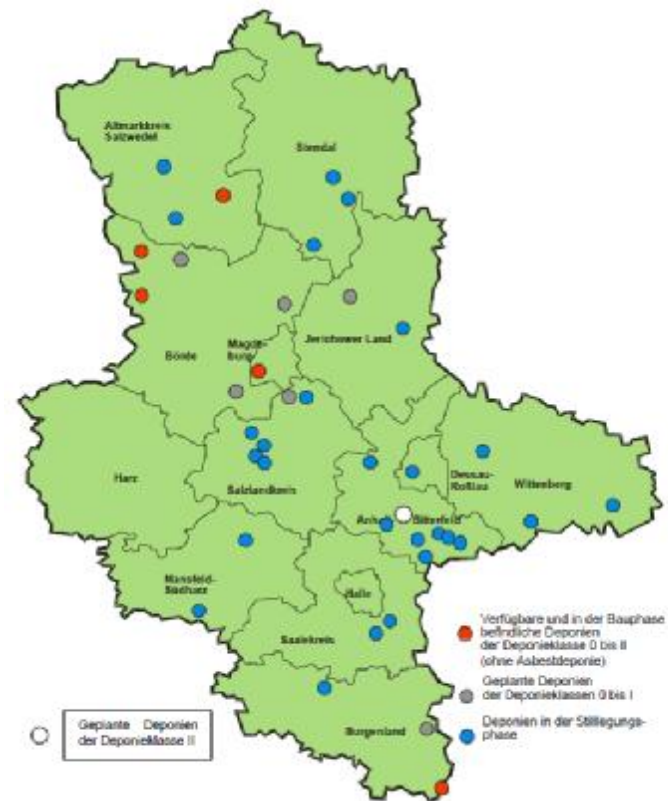 Altmarkkreis
Salzwedel
Stendal
Börde
Magde-
burg
Jerichower Land
Harz
Salzlandkreis
Dessau-
Roßlau
Wittenberg
Anhalt Bitterfeld
Mansfeld-
Südharz
Halle
Saalekreis
Burgenland
Verfügbare und in der Bauphase
befindliche Deponien
der Deponieklasse 0 bis II
(ohne Asbestdeponie)
Geplante Deponien
der Deponieklassen 0 bis I
Deponien in der Stilllegungs-
phase
Geplante Deponien
der Deponieklasse II